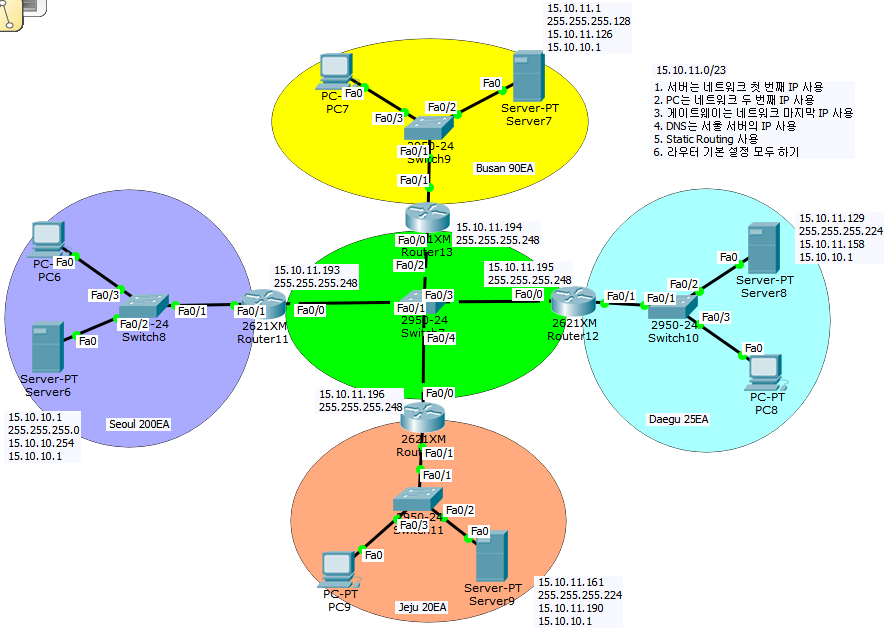 15.10.11.1
255.255.255.128
15.10.11.126
15.10.10.1
15.10.11.0/23
1. 서버는 네트워크 첫 번째 IP 사용
2. PC는 네트워크 두 번째 IP 사용
3. 게이트웨이는 네트워크 마지막 IP 사용
4. DNS는 서울 서버의 IP 사용
5. Static Routing 사용
6. 라우터 기본 설정 모두 하기
Fa0
PC7
Fa0/3
Fa0/2
Fa0
Server-PT
Server7
2950-24
Switch9
Fa0/1
Busan 90EA
Fa0/1
Fa0/0
Router13
15.10.11.194
255.255.255.248
Fa0/2
Fa0
PC6
Fa0/3
Fa0/2
Switch8
Fa0/1
Fa0
Server-PT
Server6
15.10.10.1
255.255.255.0
15.10.10.254
15.10.10.1
Seoul 200EA
Fa0/1
2621XM
Router11
Fa0/0
15.10.11.193
255.255.255.248
Fa0/1
Fa0/3
2950-24
Fa0/4
15.10.11.195
255.255.255.248
Fa0/0
2621XM
Router12
Fa0/1
Fa0/1
Fa0/2
Fa0/3
2950-24
Switch10
Fa0
Server-PT
Server8
15.10.11.129
255.255.255.224
15.10.11.158
15.10.10.1
Fa0
PC-PT
PC8
Daegu 25EA
15.10.11.196
255.255.255.248
Fa0/0
2621XM
Fa0/1
Fa0/1
2950-24
Fa0/3
Fa0/2
Fa0
PC-PT
PC9
Fa0
Server-PT
Server9
Jeju 20EA
15.10.11.161
255.255.255.224
15.10.11.190
15.10.10.1